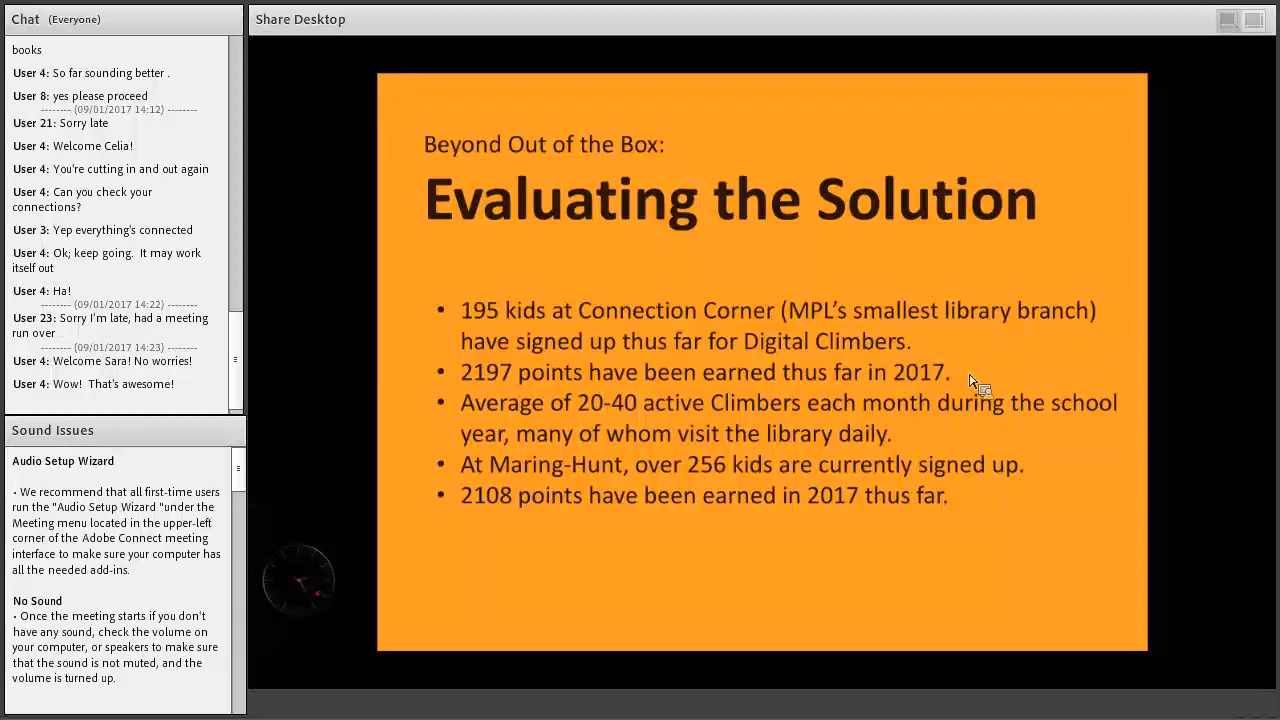 Chat (Everyone)
books
User 4: So far sounding better .
User 8: yes please proceed
-------- (09/01/2017 14:12) --------
User 21: Sorry late
User 4: Welcome Celia!
User 4: You're cutting in and out again
User 4: Can you check your
connections?
User 3: Yep everything's connected
User 4: Ok; keep going.  It may work
itself out
User 4: Ha!
-------- (09/01/2017 14:22) --------
User 23: Sorry I'm late, had a meeting
run over
-------- (09/01/2017 14:23) --------
User 4: Welcome Sara! No worries!
User 4: Wow!  That's awesome!
Sound Issues
Audio Setup Wizard
• We recommend that all first-time users
run the "Audio Setup Wizard "under the
Meeting menu located in the upper-left
corner of the Adobe Connect meeting
interface to make sure your computer has
all the needed add-ins.
No Sound
• Once the meeting starts if you don't
have any sound, check the volume on
your computer, or speakers to make sure
that the sound is not muted, and the
volume is turned up.
Share Desktop
Beyond Out of the Box:
Evaluating the Solution
• 195 kids at Connection Corner (MPL’s smallest library branch)
have signed up thus far for Digital Climbers.
• 2197 points have been earned thus far in 2017.
• Average of 20-40 active Climbers each month during the school
year, many of whom visit the library daily.
• At Maring-Hunt, over 256 kids are currently signed up.
• 2108 points have been earned in 2017 thus far.